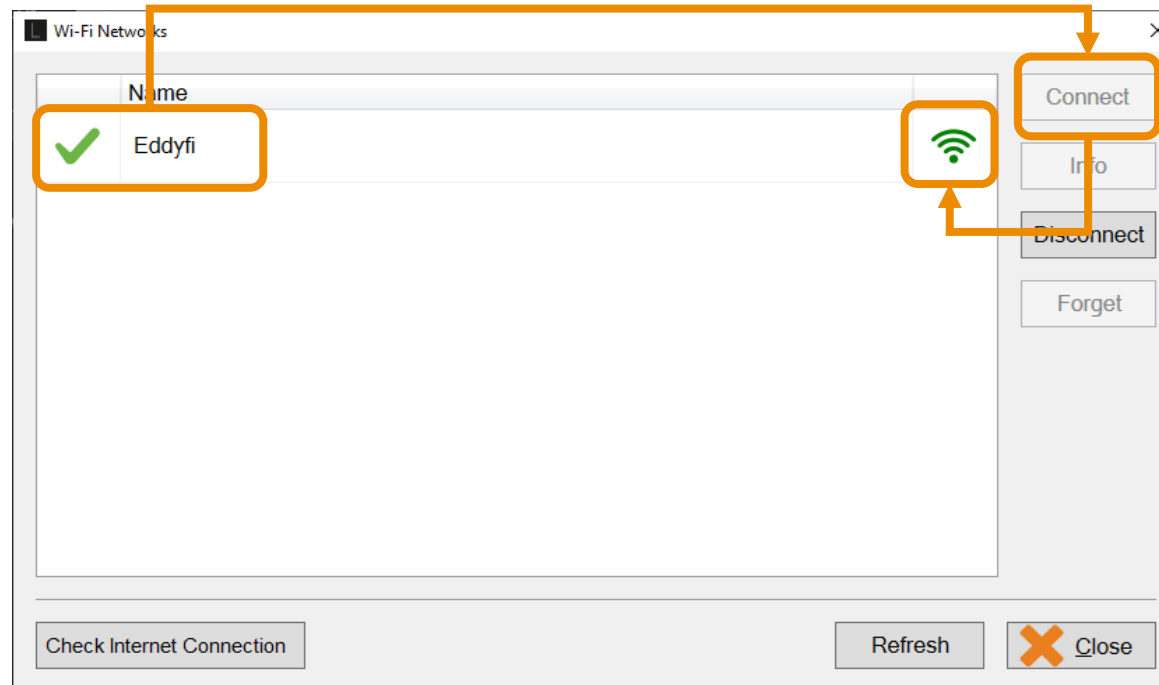 Wi-Fi Networks
Name
Eddyfi
Connect
Info
Disconnect
Forget
Check Internet Connection
Refresh
Close